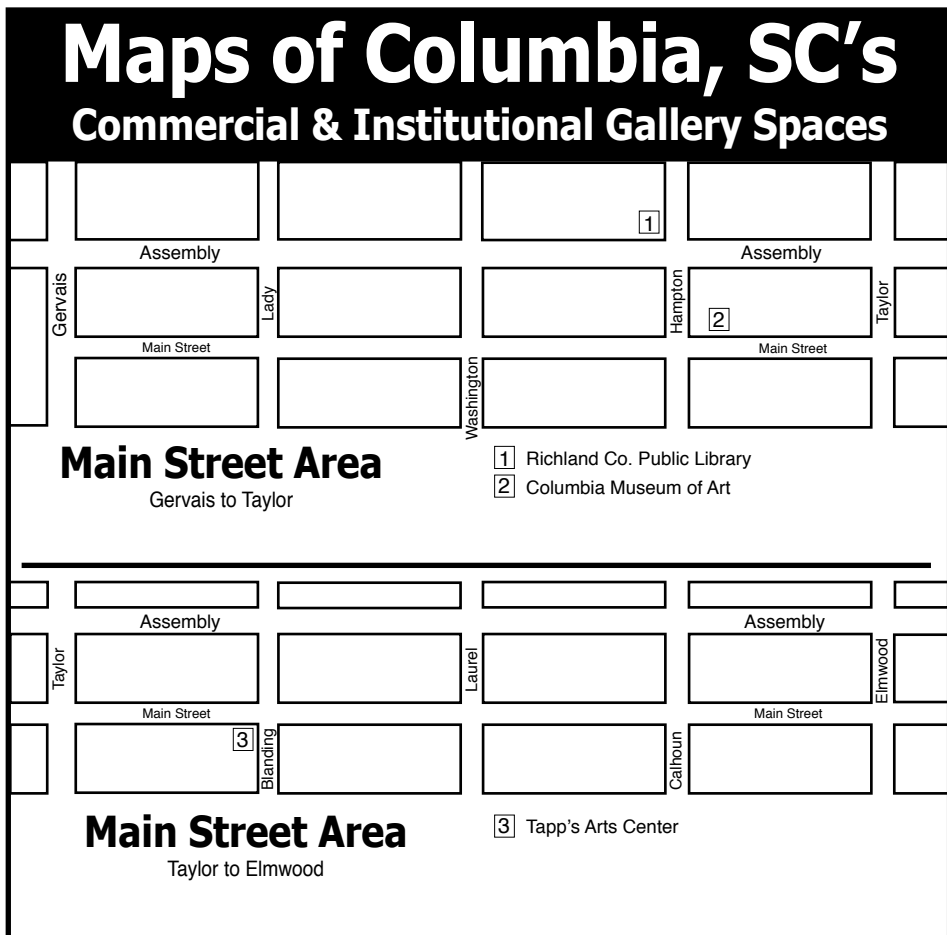 Maps of Columbia, SC’s
Commercial & Institutional Gallery Spaces
1
Assembly
Assembly
Gervais
Lady
Hampton
Taylor
2
Main Street
Main Street
Washington
Main Street Area
Gervais to Taylor
1 Richland Co. Public Library
2 Columbia Museum of Art
Assembly
Assembly
Taylor
Laurel
Elmwood
Main Street
Main Street
3
Blanding
Calhoun
Main Street Area
Taylor to Elmwood
3 Tapp’s Arts Center